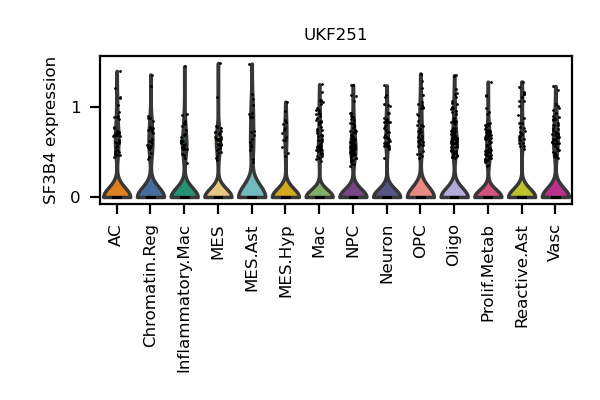 UKF251
SF3B4 expression
1
0
AC
Chromatin.Reg
Inflammatory.Mac
MES
MES.Ast
MES.Hyp
Mac
NPC
Neuron
OPC
Oligo
Prolif.Metab
Reactive.Ast
Vasc